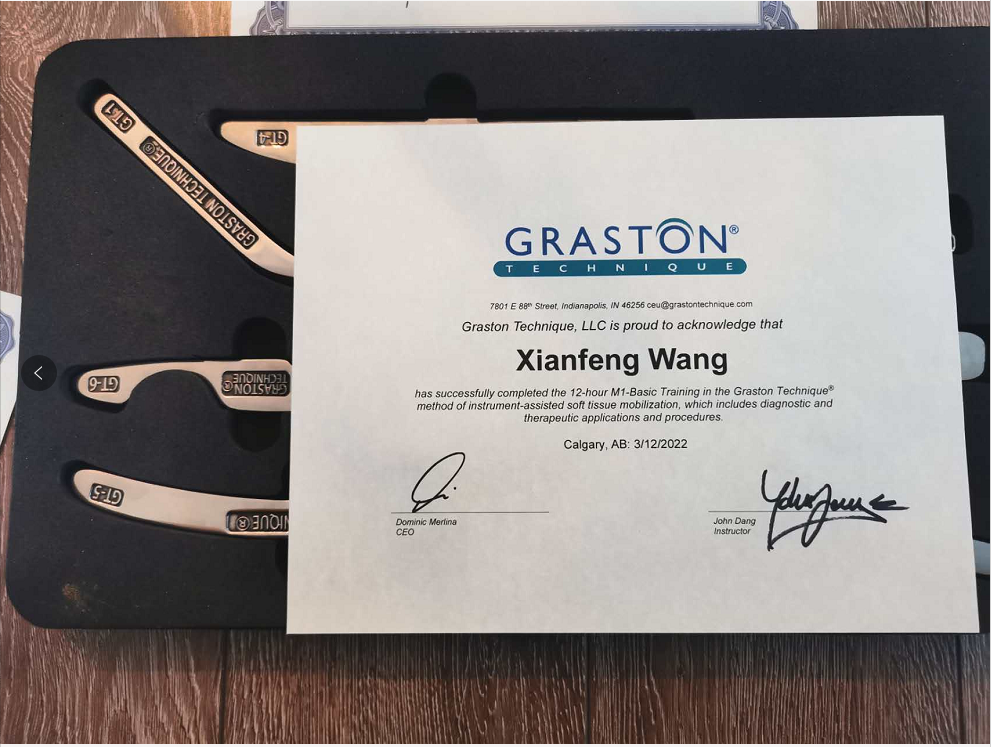 GT-1
GRASTON TECHNIQUE®
GT-4
GT-6
GRASTON
TECHNIQUE®
GT-5
GRASTON®
TECHNIQUE
7801 E 88th Street, Indianapolis, IN 46256 ceu@grastontechnique.com
Graston Technique, LLC is proud to acknowledge that
Xianfeng Wang
has successfully completed the 12-hour M1-Basic Training in the Graston Technique®
method of instrument-assisted soft tissue mobilization, which includes diagnostic and
therapeutic applications and procedures.
Calgary, AB: 3/12/2022
Dominic Merlina
CEO
John Dang
Instructor